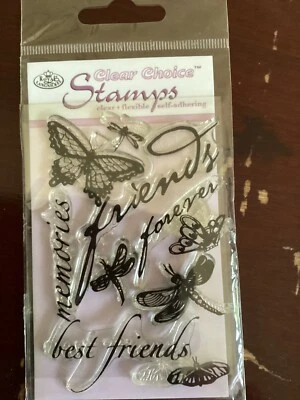 Clear Choice™
Stamps
clear • flexible • self-adhering
friends
forever
memories
best friends